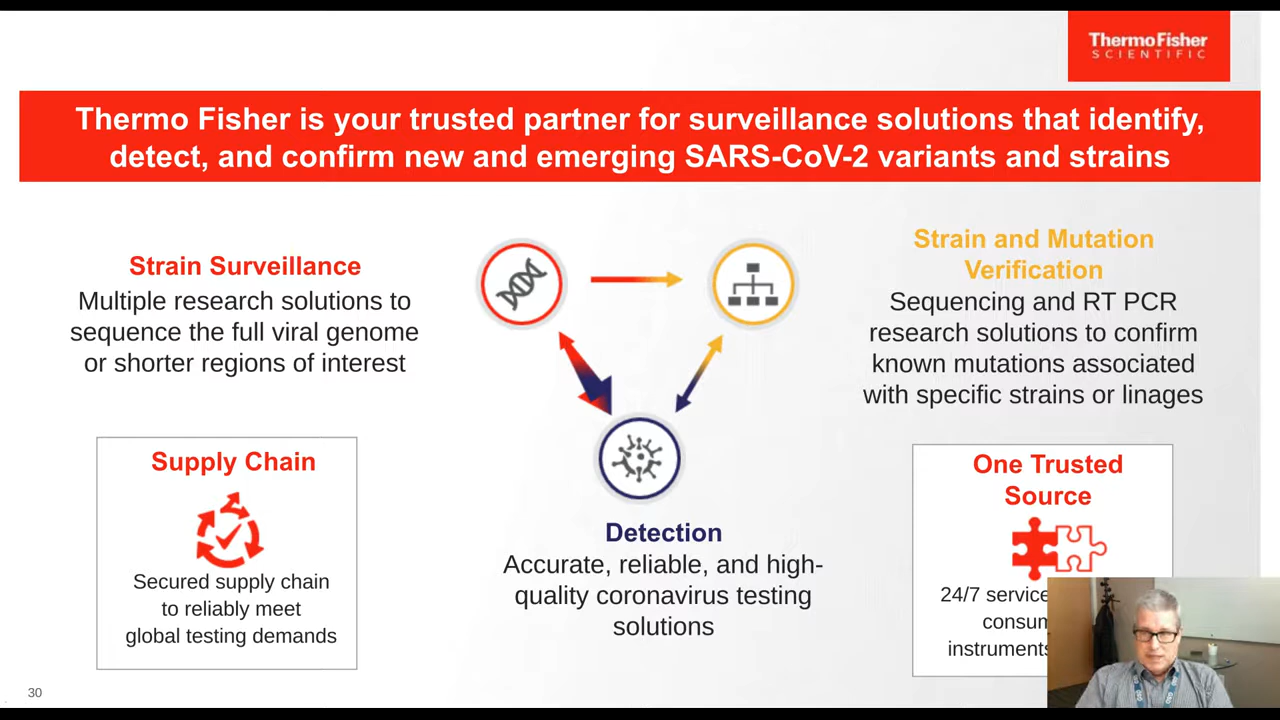 ThermoFisher
SCIENTIFIC
Thermo Fisher is your trusted partner for surveillance solutions that identify,
detect, and confirm new and emerging SARS-CoV-2 variants and strains
Strain Surveillance
Multiple research solutions to
sequence the full viral genome
or shorter regions of interest
Strain and Mutation
Verification
Sequencing and RT PCR
research solutions to confirm
known mutations associated
with specific strains or linages
Supply Chain
Secured supply chain
to reliably meet
global testing demands
Detection
Accurate, reliable, and high-
quality coronavirus testing
solutions
One Trusted
Source
24/7 service
instruments
30